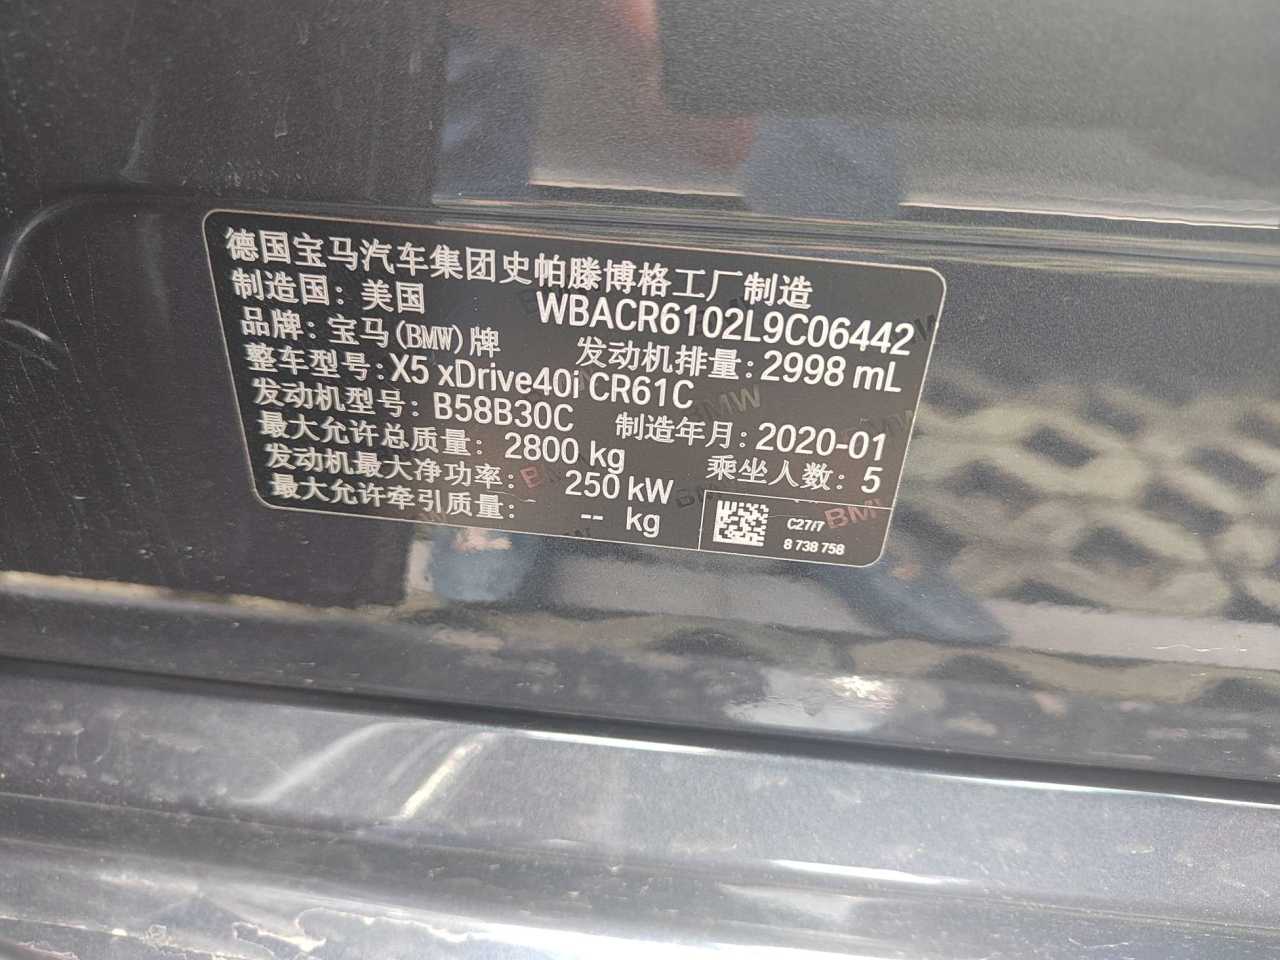 德国宝马汽车集团史帕滕博格工厂制造
制造国：美国 WBACR6102L9C06442
品牌：宝马(BMW)牌 发动机排量：2998 mL
整车型号：X5 xDrive40i CR61C
发动机型号：B58B30C 制造年月：2020-01
最大允许总质量：2800 kg 乘坐人数：5
发动机最大净功率：250 kW
最大允许牵引质量：-- kg
C27/7
8 738 758
BMW
BMW